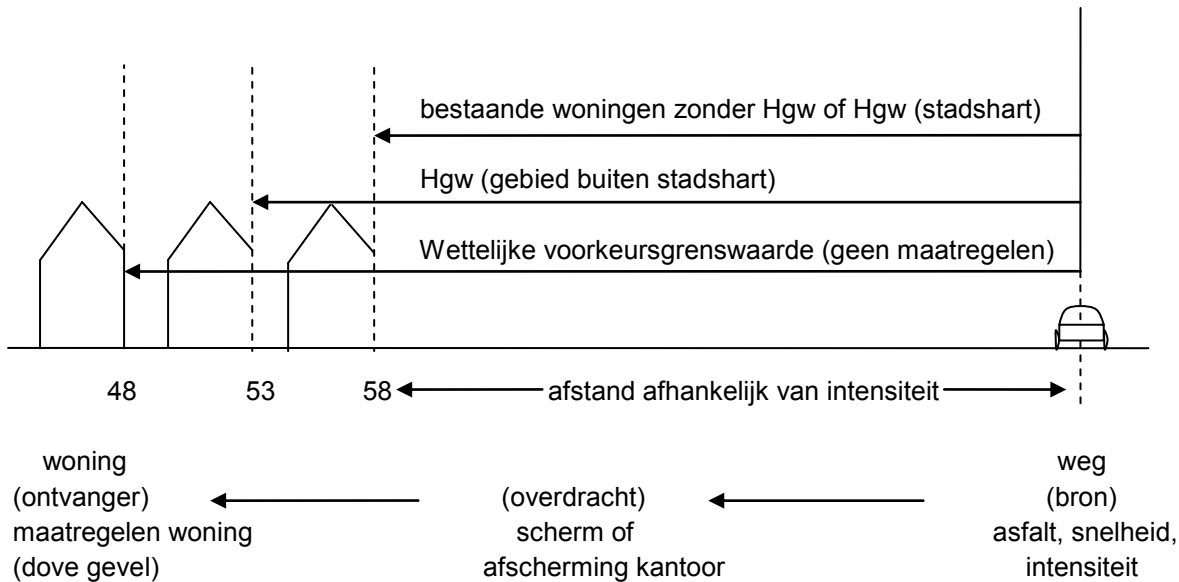 bestaande woningen zonder Hgw of Hgw (stadshart)
Hgw (gebied buiten stadshart)
Wettelijke voorkeursgrenswaarde (geen maatregelen)
48 53 58 afstand afhankelijk van intensiteit
woning
(ontvanger)
maatregelen woning
(dove gevel)
(overdracht)
scherm of
afscherming kantoor
weg
(bron)
asfalt, snelheid,
intensiteit